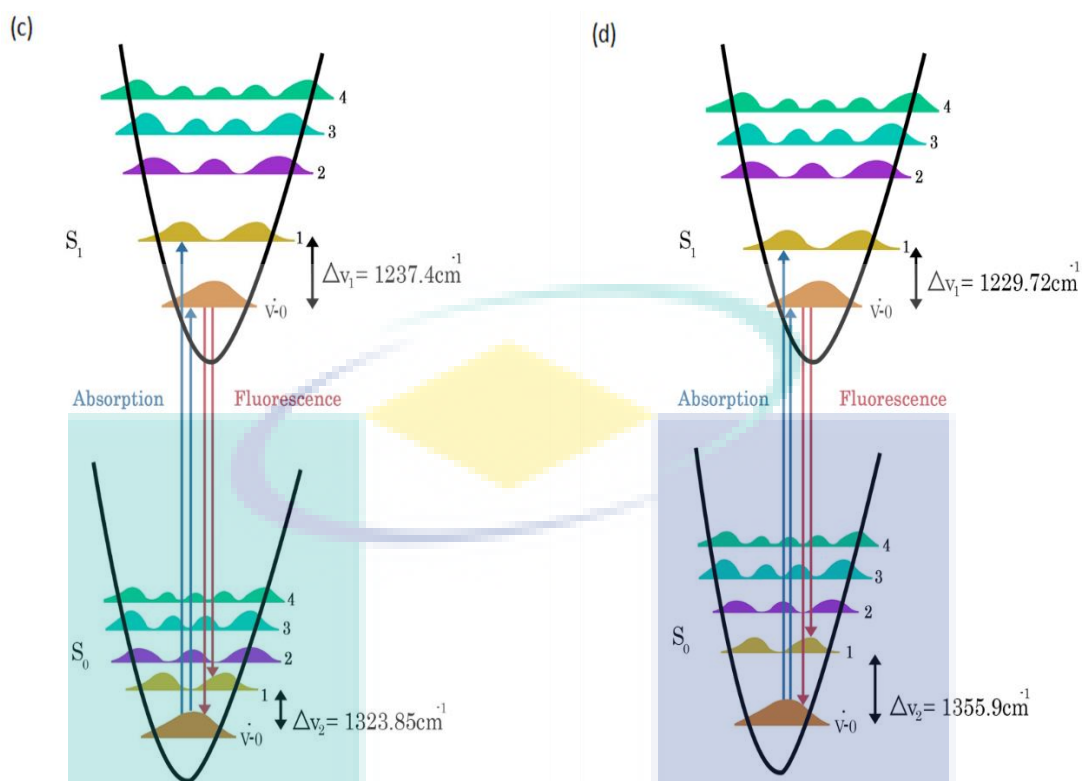 (c)
4
3
2
1
S1
Δv1= 1237.4cm-1
V̇-0
Absorption Fluorescence
4
3
2
S0
1
Δv2= 1323.85cm-1
V̇-0
(d)
4
3
2
1
S1
Δv1= 1229.72cm-1
V̇-0
Absorption Fluorescence
4
3
2
S0
1
Δv2= 1355.9cm-1
V̇-0